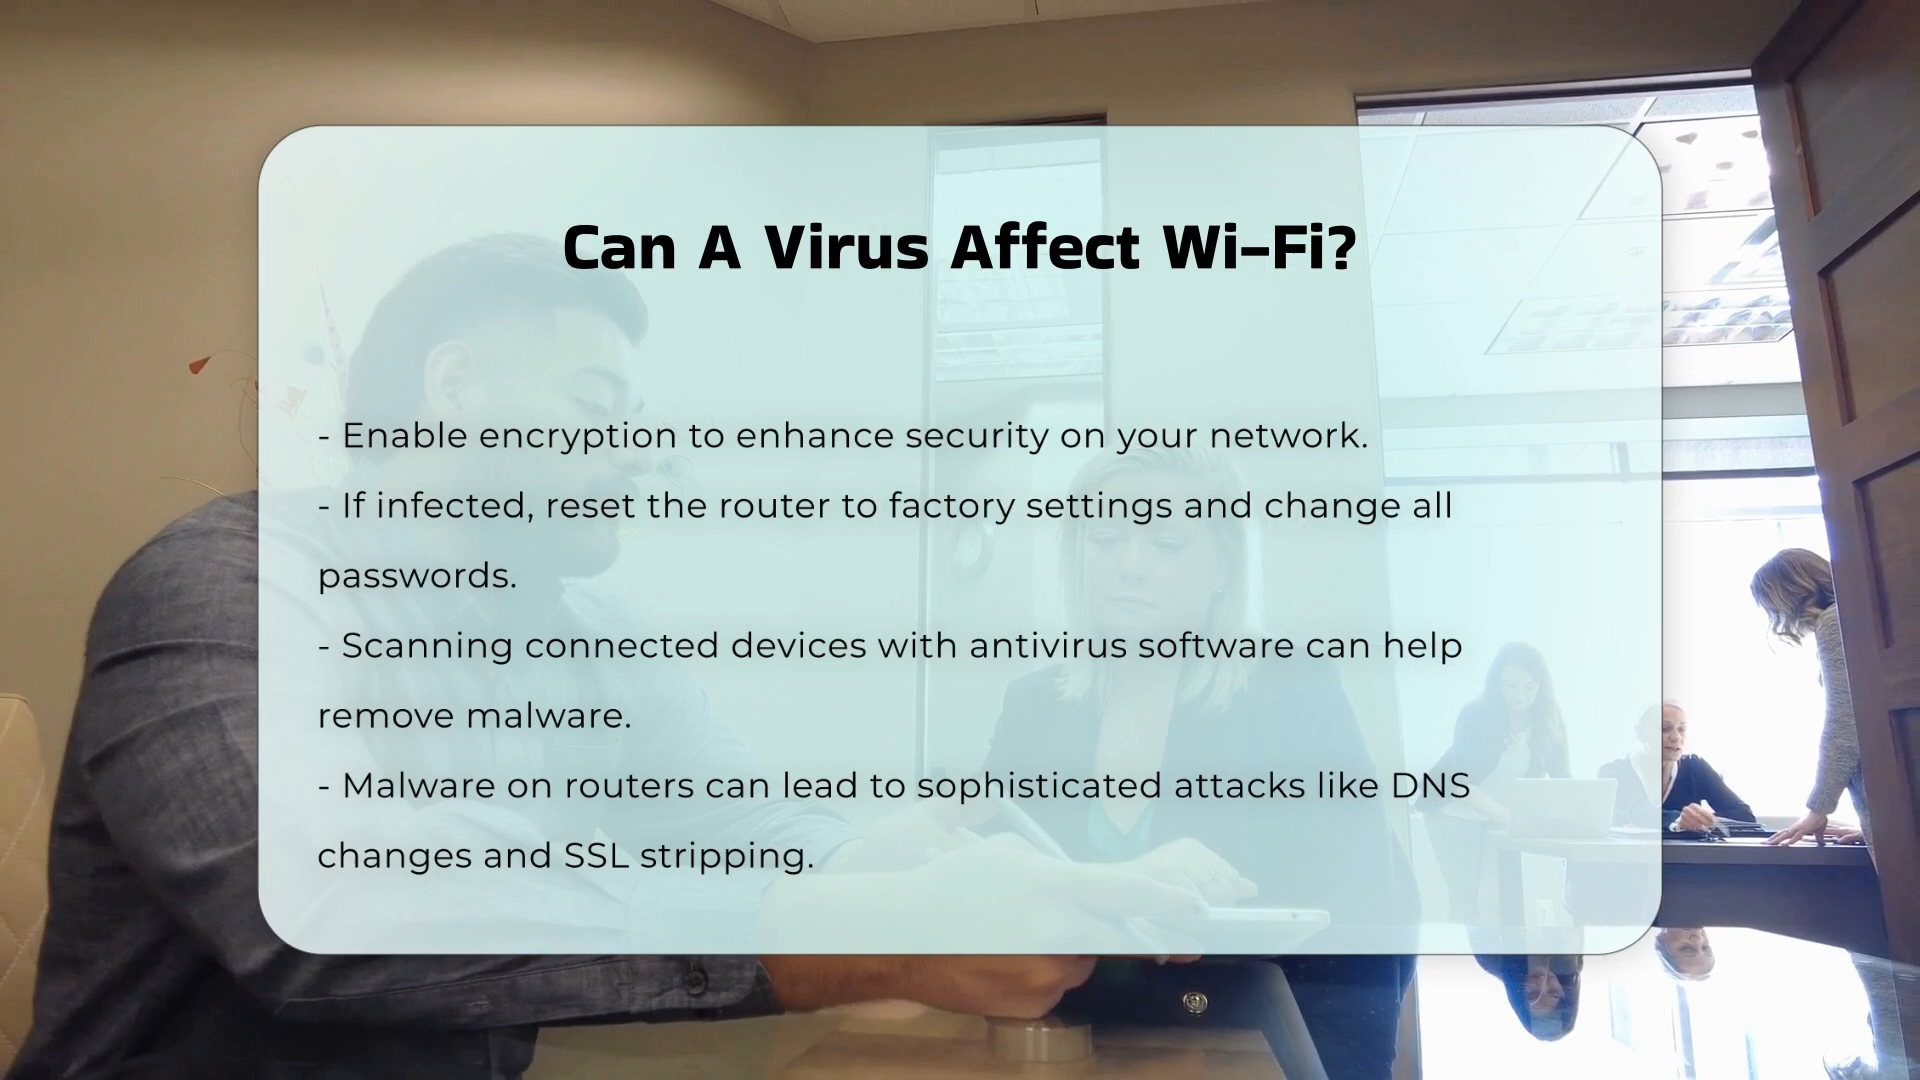 Can A Virus Affect Wi-Fi?
- Enable encryption to enhance security on your network.
- If infected, reset the router to factory settings and change all
passwords.
- Scanning connected devices with antivirus software can help
remove malware.
- Malware on routers can lead to sophisticated attacks like DNS
changes and SSL stripping.